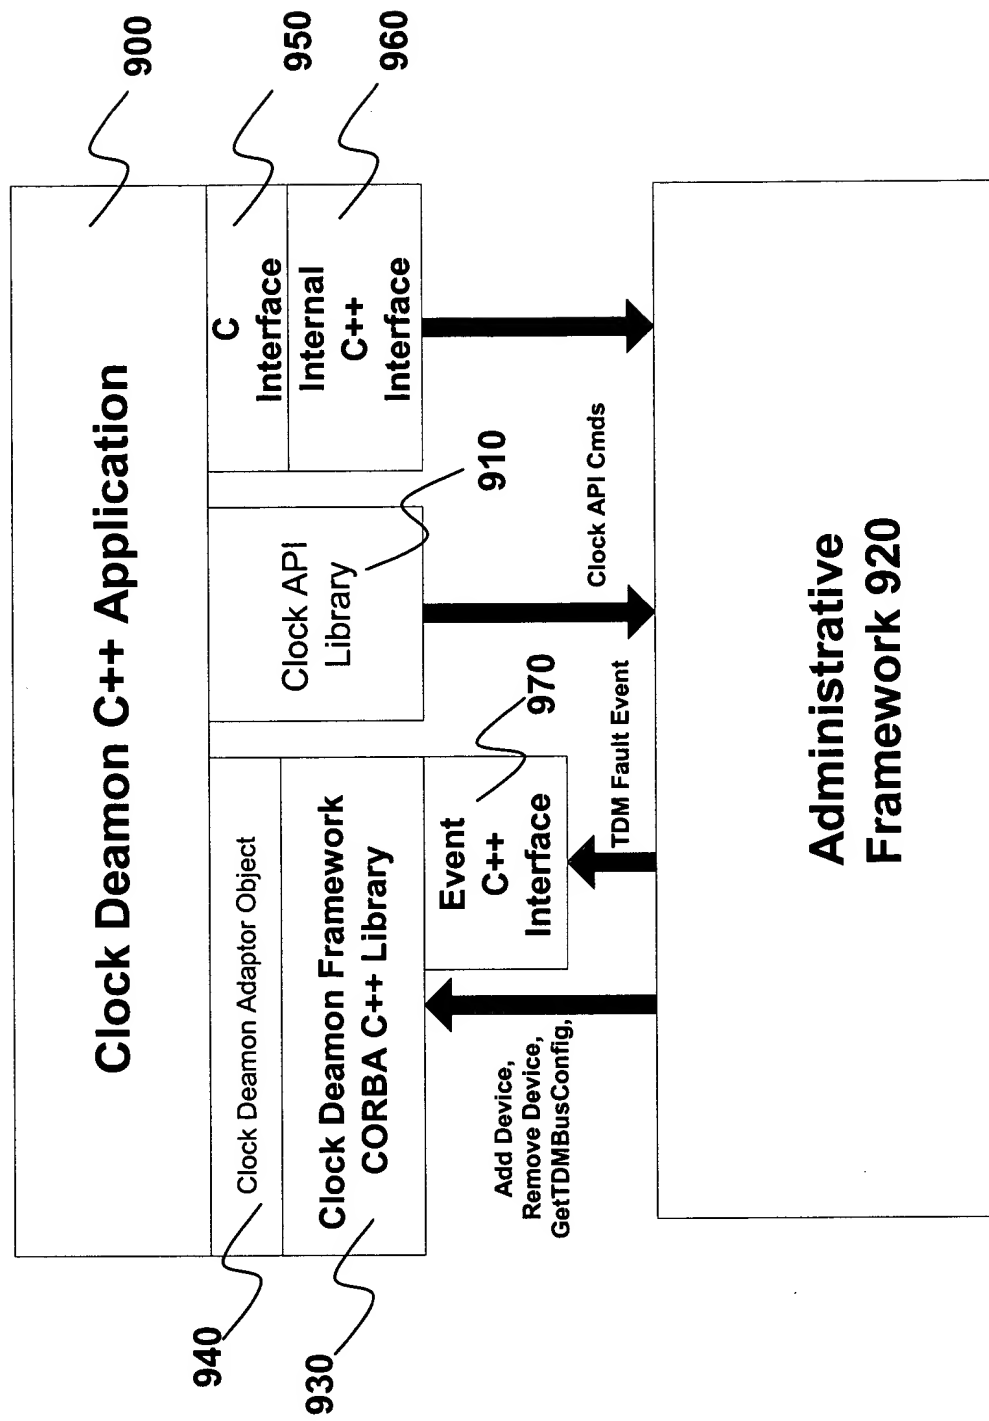 Clock Deamon C++ Application
900
Clock Deamon Adaptor Object
940
Clock Deamon Framework
CORBA C++ Library
930
Clock API
Library
910
C
Interface
950
Internal
C++
Interface
960
Event
C++
Interface
970
Add Device,
Remove Device,
GetTDMBusConfig,
TDM Fault Event
Clock API Cmds
Administrative
Framework 920